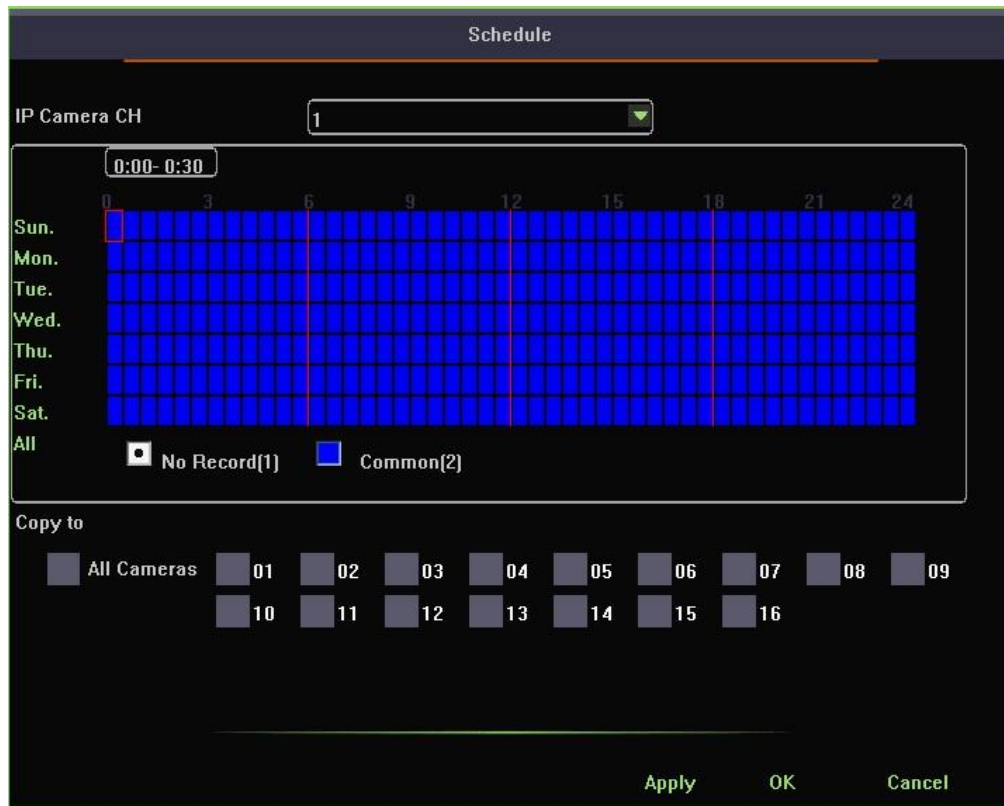 Schedule
IP Camera CH 1
0:00- 0:30
0 3 6 9 12 15 18 21 24
Sun.
Mon.
Tue.
Wed.
Thu.
Fri.
Sat.
All
No Record(1) Common(2)
Copy to
All Cameras 01 02 03 04 05 06 07 08 09
10 11 12 13 14 15 16
Apply OK Cancel